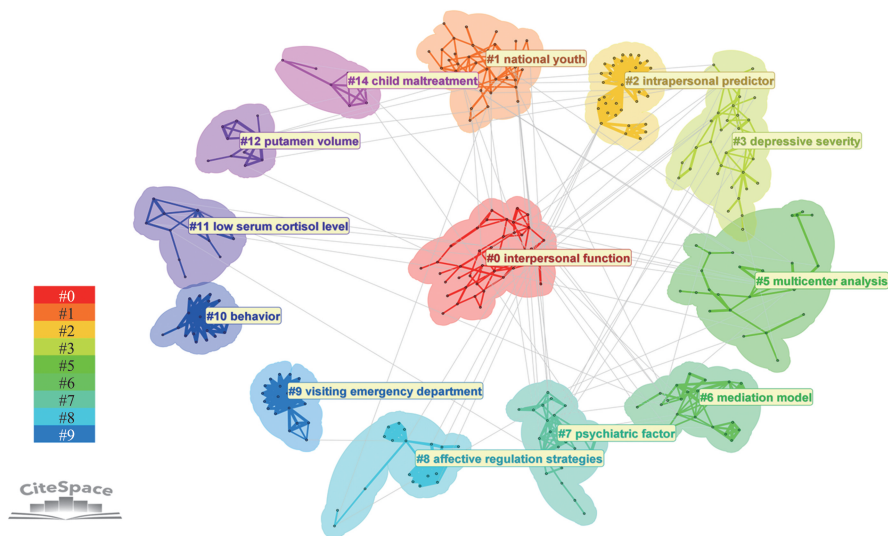 #1 national youth
#14 child maltreatment
#2 intrapersonal predictor
#12 putamen volume
#3 depressive severity
#11 low serum cortisol level
#0 interpersonal function
#5 multicenter analysis
#10 behavior
#9 visiting emergency department
#6 mediation model
#7 psychiatric factor
#8 affective regulation strategies
#0
#1
#2
#3
#5
#6
#7
#8
#9
CiteSpace